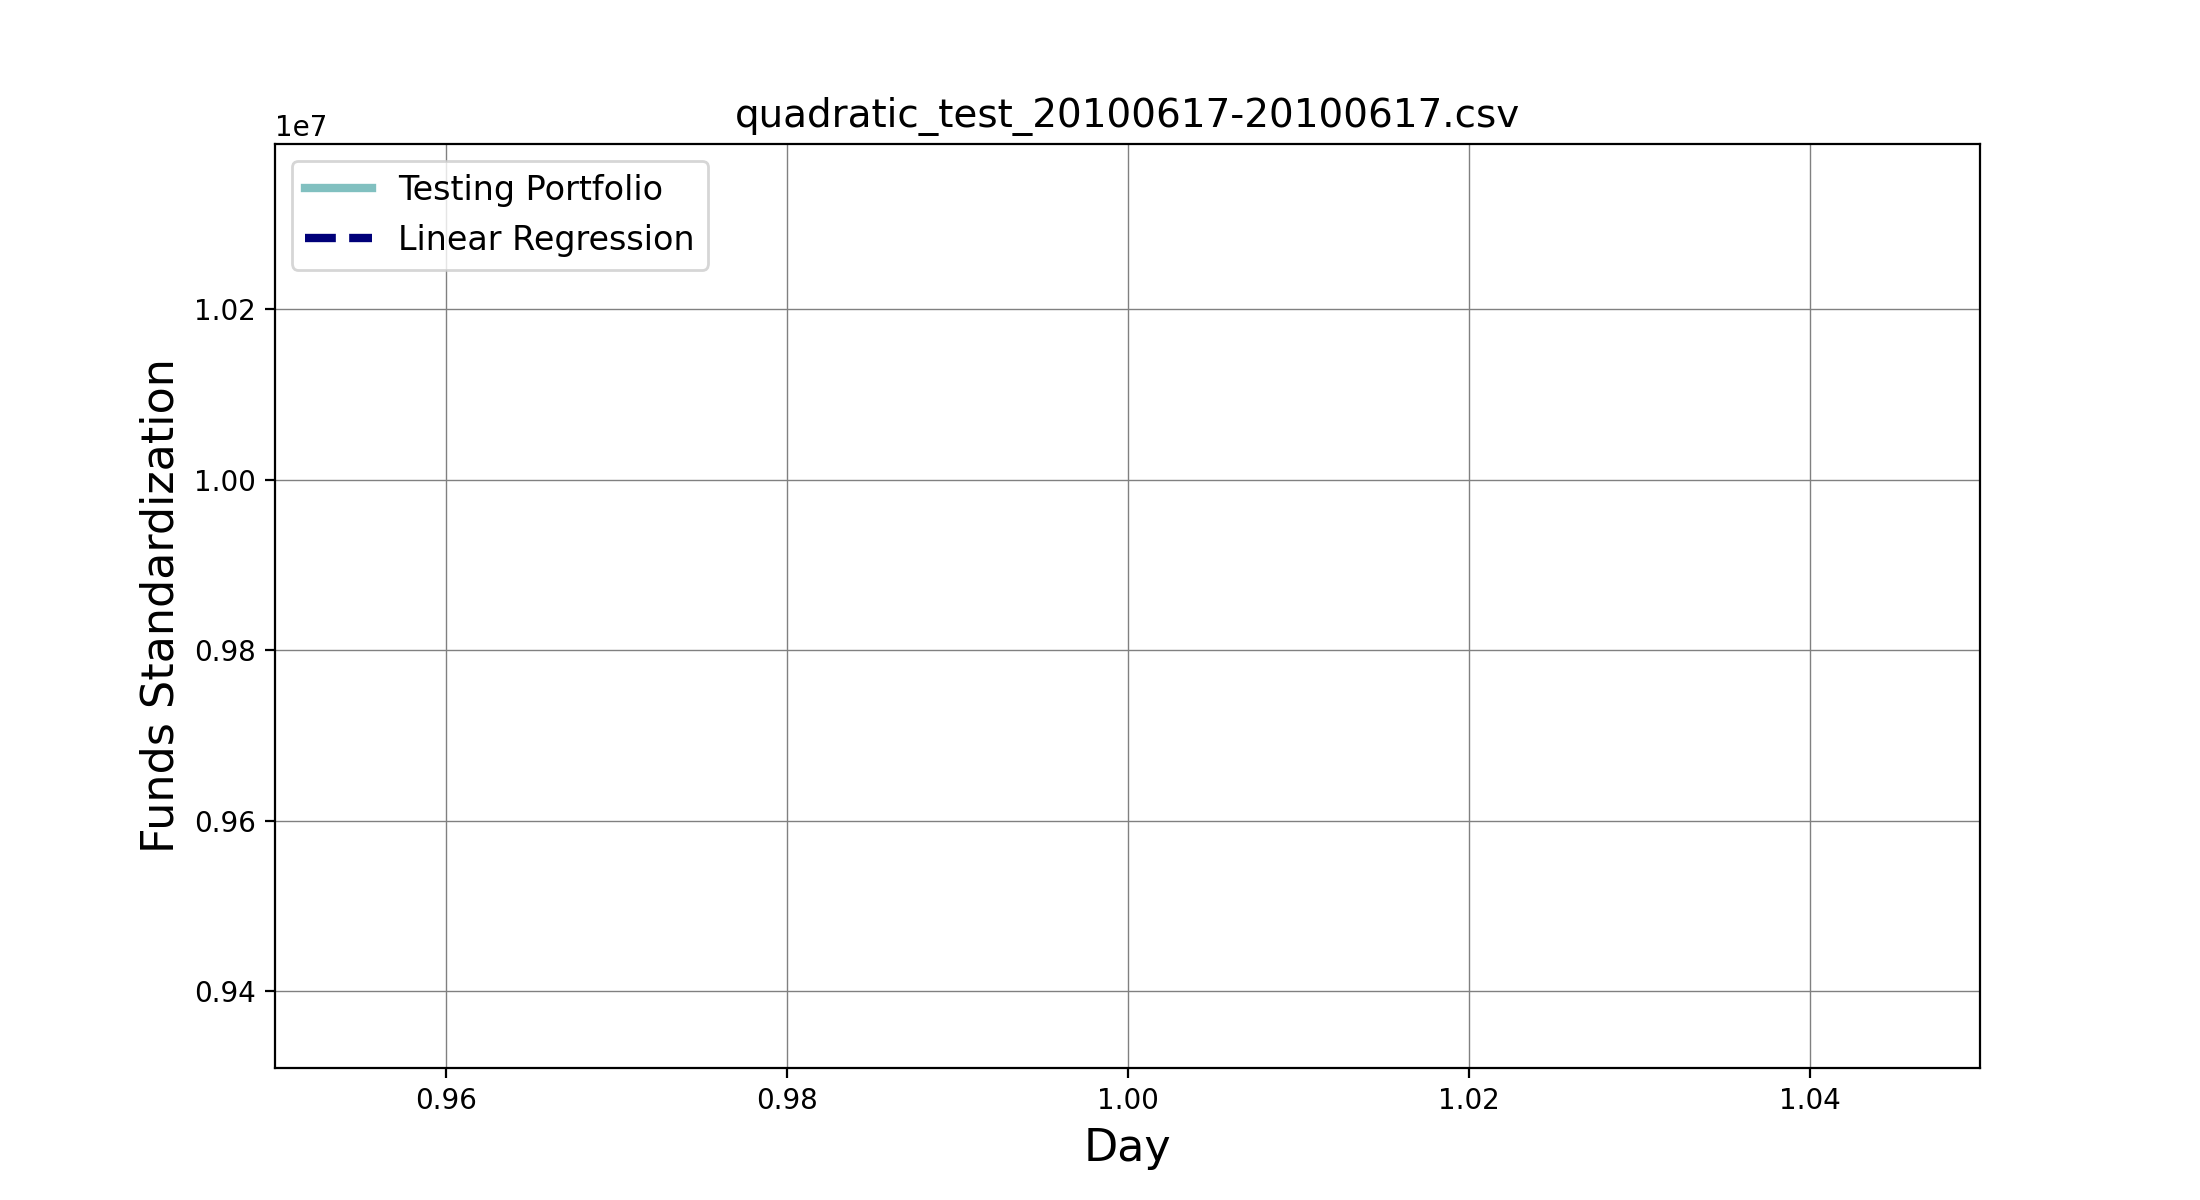 quadratic_test_20100617-20100617.csv
1e7
Testing Portfolio
Linear Regression
Funds Standardization
1.02
1.00
0.98
0.96
0.94
0.96 0.98 1.00 1.02 1.04
Day